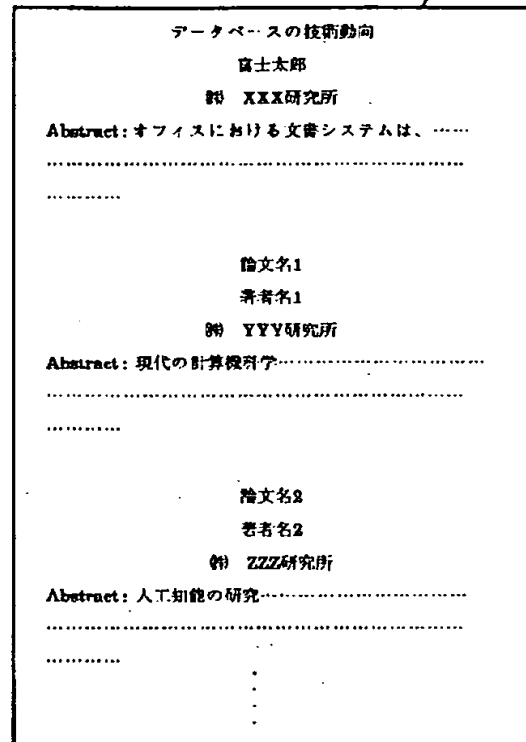 データベースの技術動向
富士太郎
㈱ XXX研究所
Abstract:オフィスにおける文書システムは、……
……………………………………………………
…………
論文名1
著者名1
㈱ YYY研究所
Abstract: 現代の計算機科学…………………………
……………………………………………………
…………
論文名2
著者名2
㈱ ZZZ研究所
Abstract: 人工知能の研究…………………………
……………………………………………………
…………